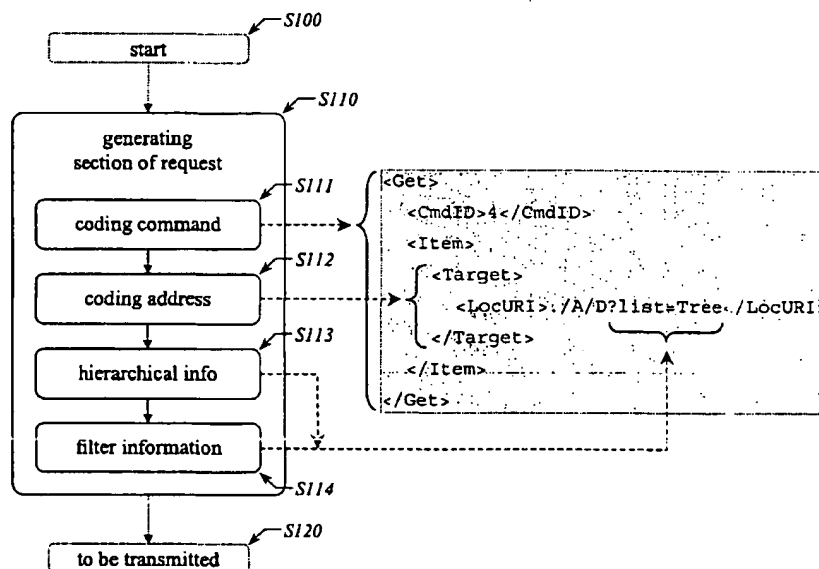 S100
start
S110
generating
section of request
S111
coding command
S112
coding address
S113
hierarchical info
filter information
S114
S120
to be transmitted
<Get>
<CmdID>4</CmdID>
<Item>
<Target>
<LocURI>./A/D?list=Tree</LocURI>
</Target>
</Item>
</Get>